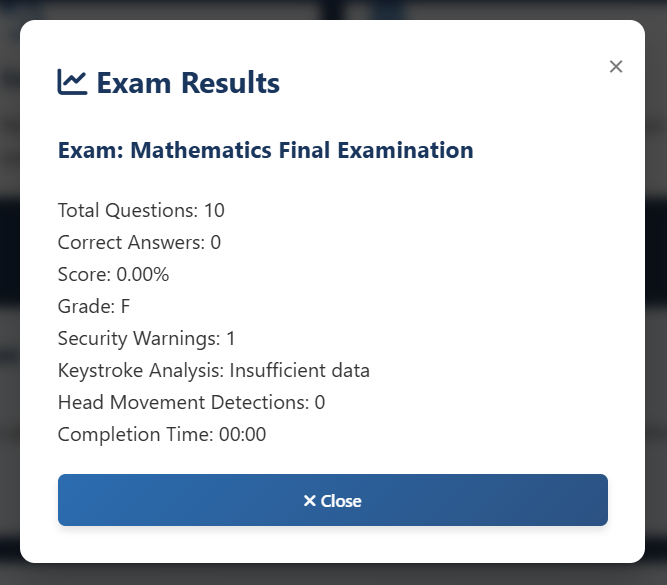 Exam Results
×
Exam: Mathematics Final Examination
Total Questions: 10
Correct Answers: 0
Score: 0.00%
Grade: F
Security Warnings: 1
Keystroke Analysis: Insufficient data
Head Movement Detections: 0
Completion Time: 00:00
✕ Close